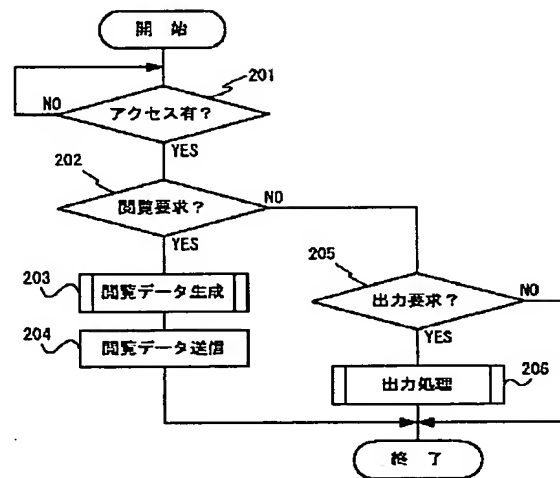 開 始
201
NO
アクセス有?
YES
202
閲覧要求?
NO
YES
205
203
閲覧データ生成
出力要求?
NO
204
閲覧データ送信
YES
出力処理
206
終 了